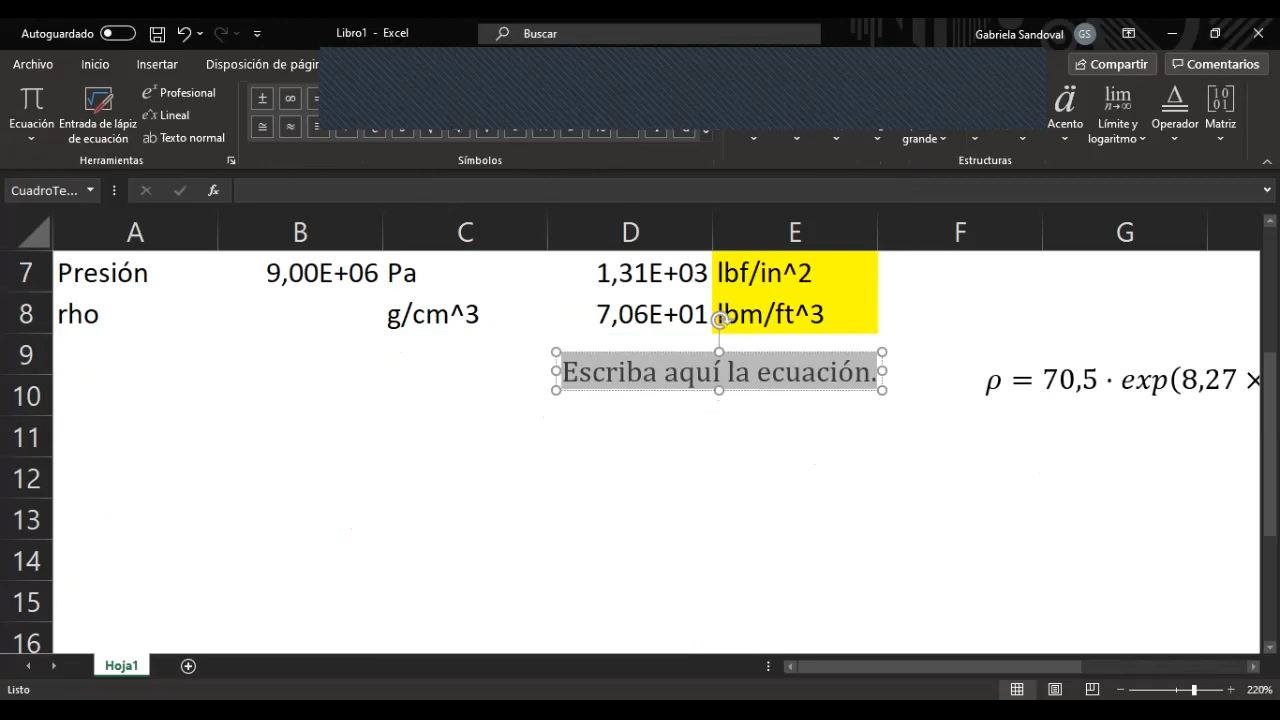 Autoguardado
Libro1 - Excel
Buscar
Gabriela Sandoval
GS
Archivo Inicio Insertar Disposición de págin
Compartir Comentarios
Ecuación
Entrada de lápiz
de ecuación
Profesional
Lineal
Texto normal
Herramientas
± ∞
≅ ≈
Símbolos
grande
Acento
Límite y
logaritmo
Operador
Matriz
Estructuras
CuadroTe...
fx
A B C D E F G
7 Presión 9,00E+06 Pa 1,31E+03 lbf/in^2
8 rho g/cm^3 7,06E+01 lbm/ft^3
9
Escriba aquí la ecuación.
ρ = 70,5 · exp(8,27 ×
10
11
12
13
14
15
16
Hoja1
Listo
220%